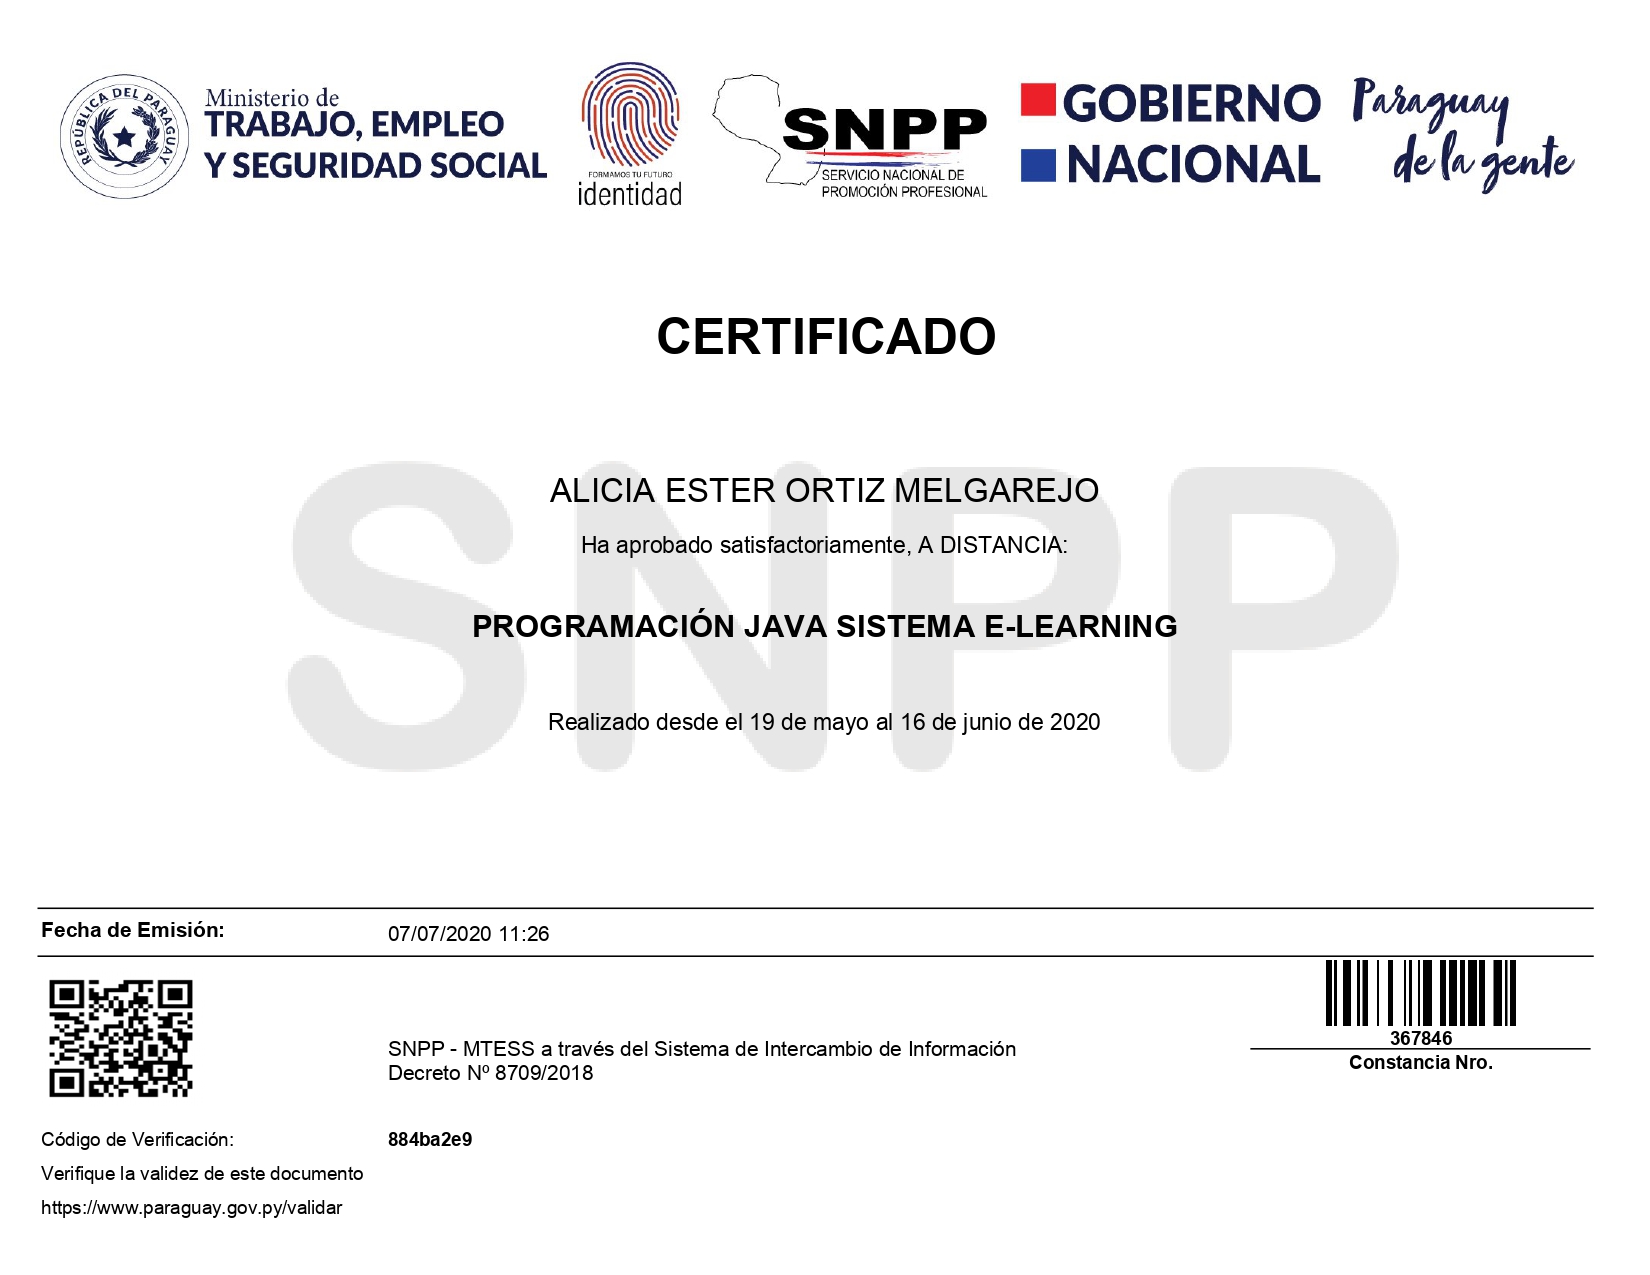 REPÚBLICA DEL PARAGUAY
Ministerio de
TRABAJO, EMPLEO
Y SEGURIDAD SOCIAL
FORMAMOS TU FUTURO
identidad
SNPP
SERVICIO NACIONAL DE
PROMOCIÓN PROFESIONAL
GOBIERNO
NACIONAL
Paraguay
de la gente
CERTIFICADO
SNPP
ALICIA ESTER ORTIZ MELGAREJO
Ha aprobado satisfactoriamente, A DISTANCIA:
PROGRAMACIÓN JAVA SISTEMA E-LEARNING
Realizado desde el 19 de mayo al 16 de junio de 2020
Fecha de Emisión: 07/07/2020 11:26
367846
Constancia Nro.
SNPP - MTESS a través del Sistema de Intercambio de Información
Decreto Nº 8709/2018
Código de Verificación: 884ba2e9
Verifique la validez de este documento
https://www.paraguay.gov.py/validar